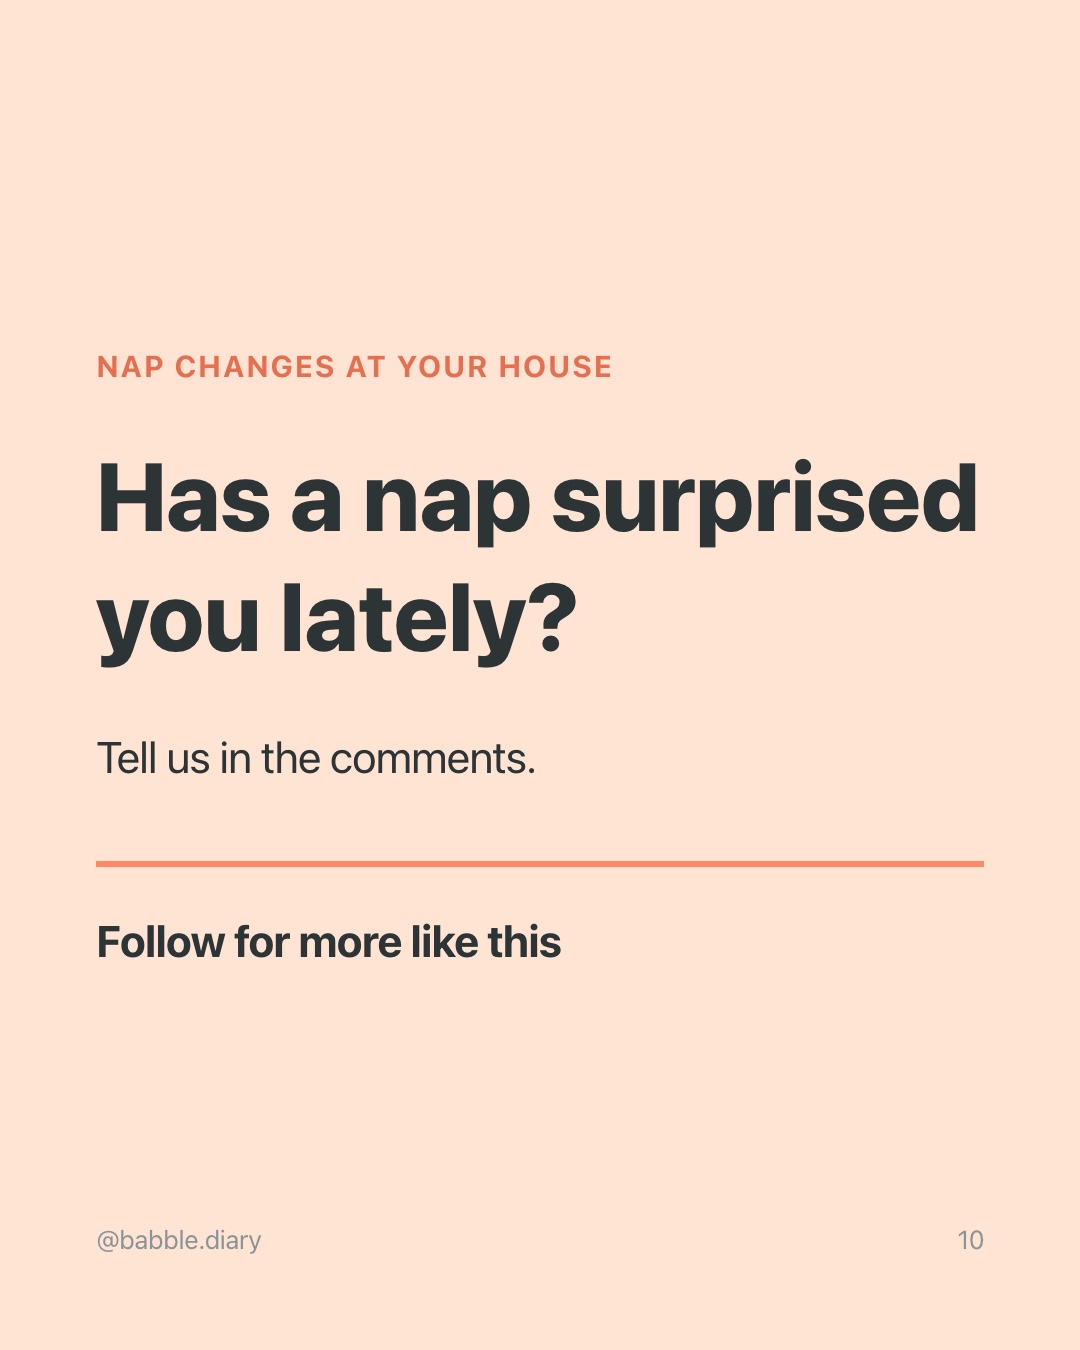 NAP CHANGES AT YOUR HOUSE
Has a nap surprised
you lately?
Tell us in the comments.
Follow for more like this
@babble.diary
10